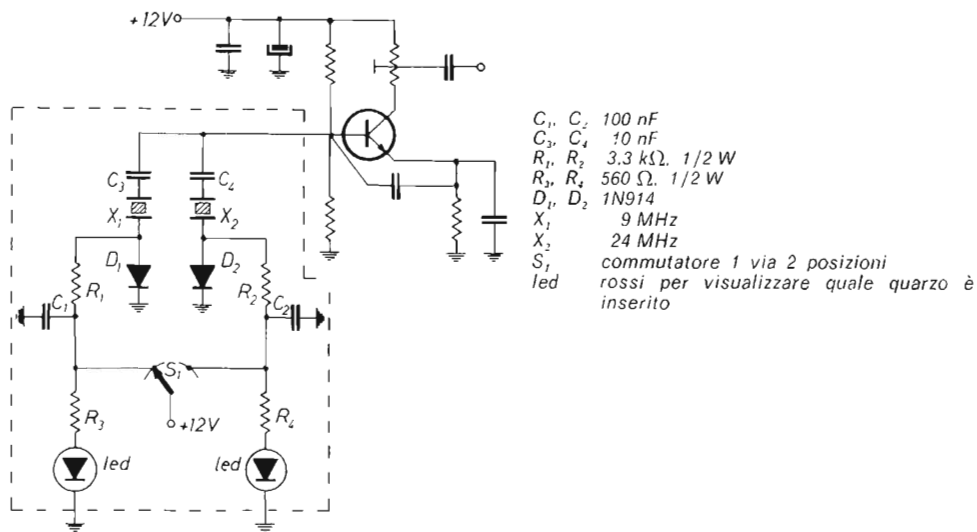 +12V
C₃
C₄
X₁
X₂
D₁
D₂
R₁
R₂
C₁
C₂
S₁
R₃
+12V
R₄
led
led
C₁, C₂ 100 nF
C₃, C₄ 10 nF
R₁, R₂ 3.3 kΩ, 1/2 W
R₃, R₄ 560 Ω, 1/2 W
D₁, D₂ 1N914
X₁ 9 MHz
X₂ 24 MHz
S₁ commutatore 1 via 2 posizioni
led rossi per visualizzare quale quarzo è
inserito